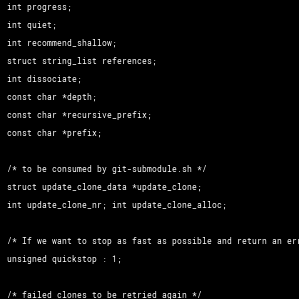 int progress;
int quiet;
int recommend_shallow;
struct string_list references;
int dissociate;
const char *depth;
const char *recursive_prefix;
const char *prefix;
/* to be consumed by git-submodule.sh */
struct update_clone_data *update_clone;
int update_clone_nr; int update_clone_alloc;
/* If we want to stop as fast as possible and return an err
unsigned quickstop : 1;
/* failed clones to be retried again */